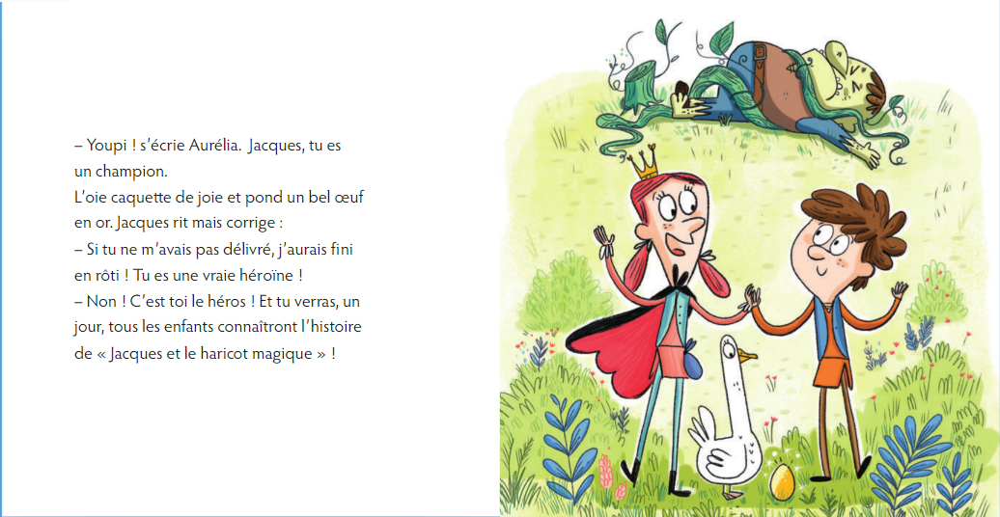 – Youpi ! s’écrie Aurélia.  Jacques, tu es
un champion.
L’oie caquette de joie et pond un bel œuf
en or. Jacques rit mais corrige :
– Si tu ne m’avais pas délivré, j’aurais fini
en rôti ! Tu es une vraie héroïne !
– Non ! C’est toi le héros ! Et tu verras, un
jour, tous les enfants connaîtront l’histoire
de « Jacques et le haricot magique » !